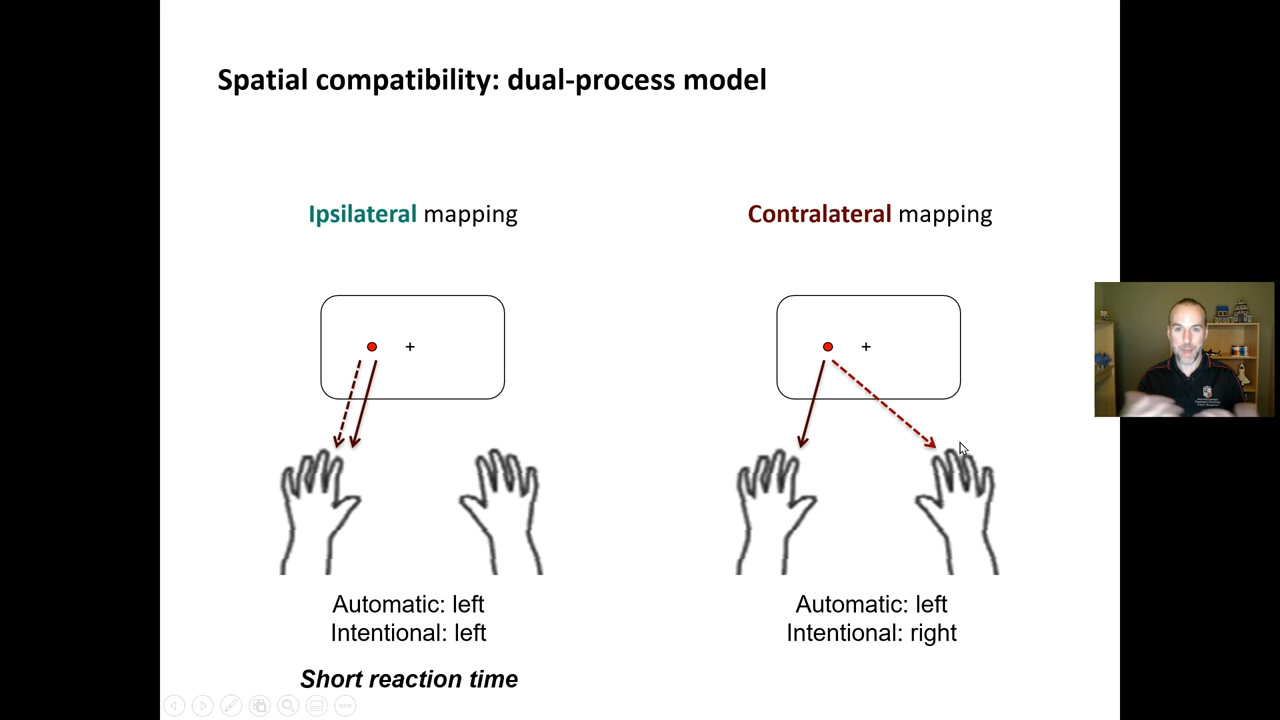 Spatial compatibility: dual-process model
Ipsilateral mapping
Contralateral mapping
+
+
Automatic: left
Intentional: left
Automatic: left
Intentional: right
Short reaction time